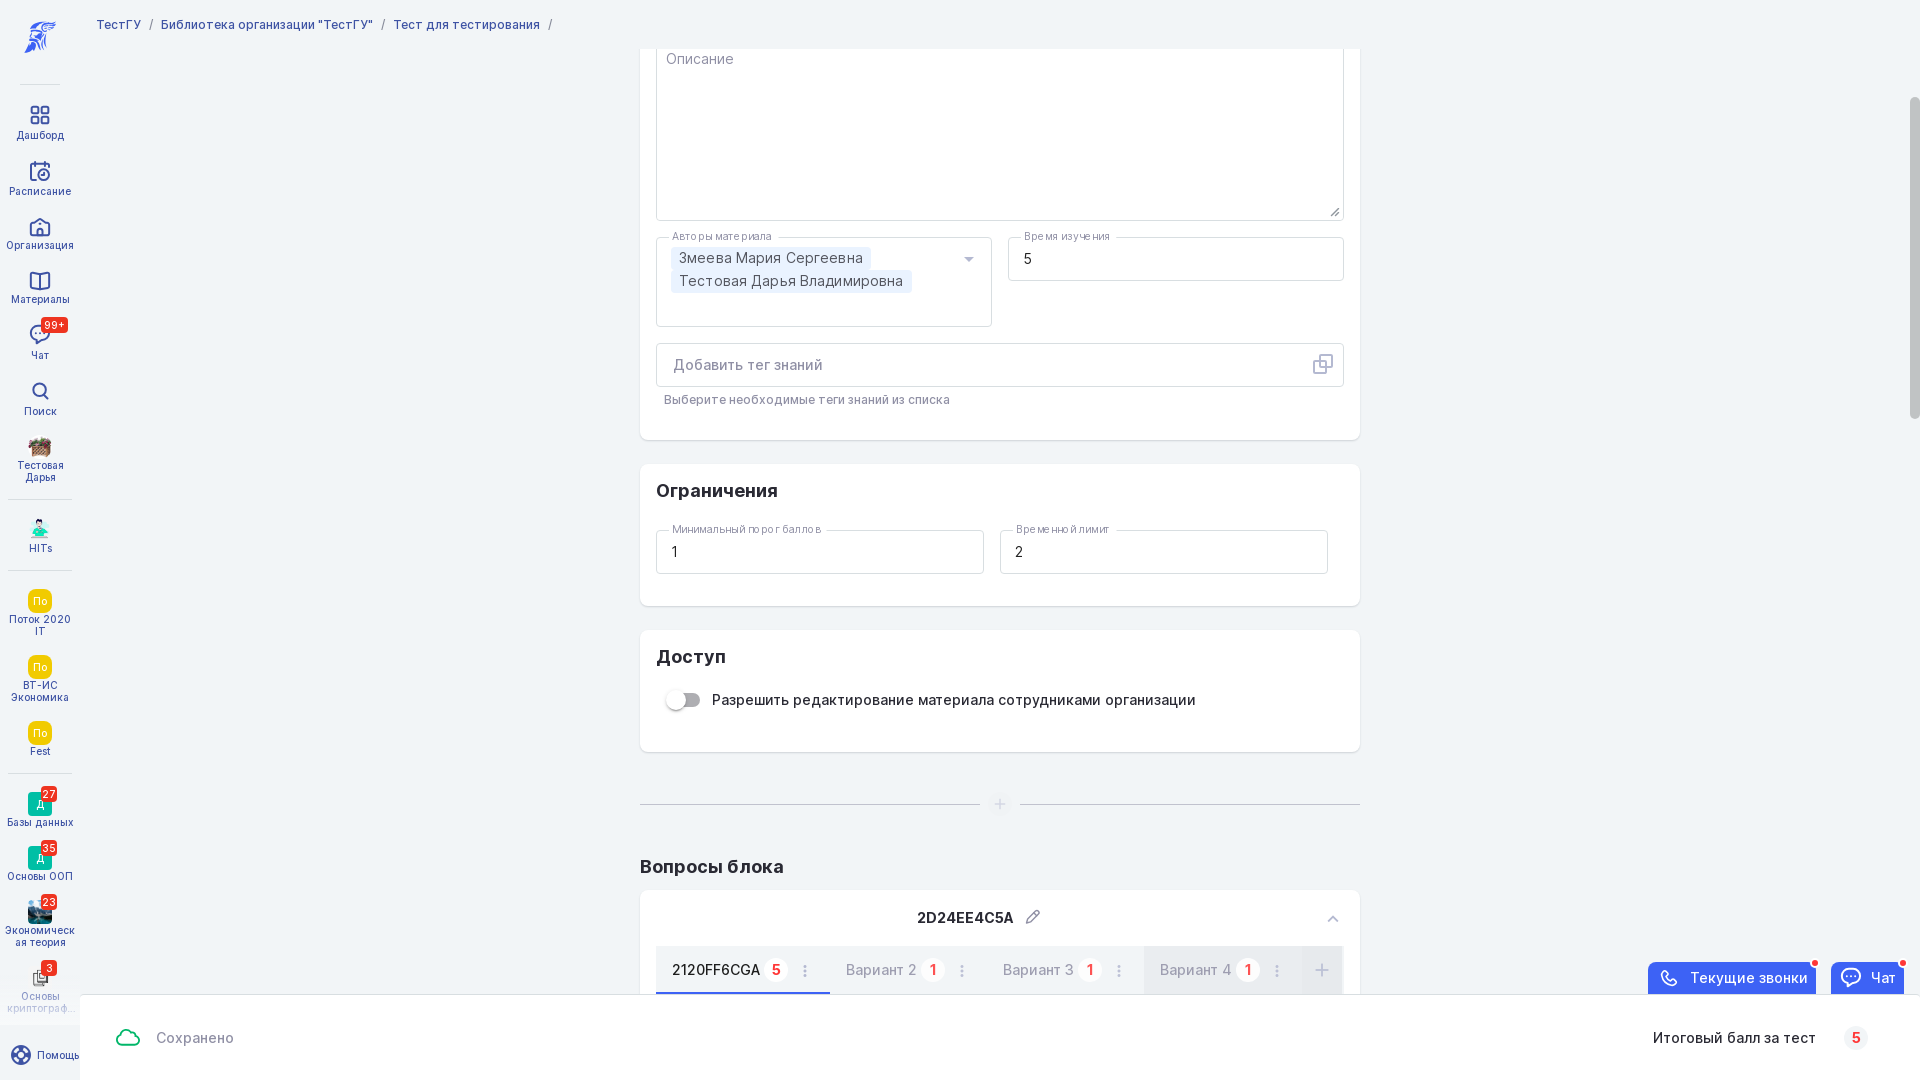 ТестГУ / Библиотека организации "ТестГУ" / Тест для тестирования /
Дашборд
Расписание
Организация
Материалы
99+
Чат
Поиск
Тестовая
Дарья
HITs
По
Поток 2020
IT
По
ВТ-ИС
Экономика
По
Fest
27
Д
Базы данных
35
Д
Основы ООП
23
Экономическ
ая теория
3
Основы
криптограф...
Помощь
Описание
Авторы материала
Змеева Мария Сергеевна
Тестовая Дарья Владимировна
Время изучения
5
Добавить тег знаний
Выберите необходимые теги знаний из списка
Ограничения
Минимальный порог баллов
1
Временной лимит
2
Доступ
Разрешить редактирование материала сотрудниками организации
Вопросы блока
2D24EE4C5A
2120FF6CGA 5
Вариант 2 1
Вариант 3 1
Вариант 4 1
Текущие звонки
Чат
Сохранено
Итоговый балл за тест 5